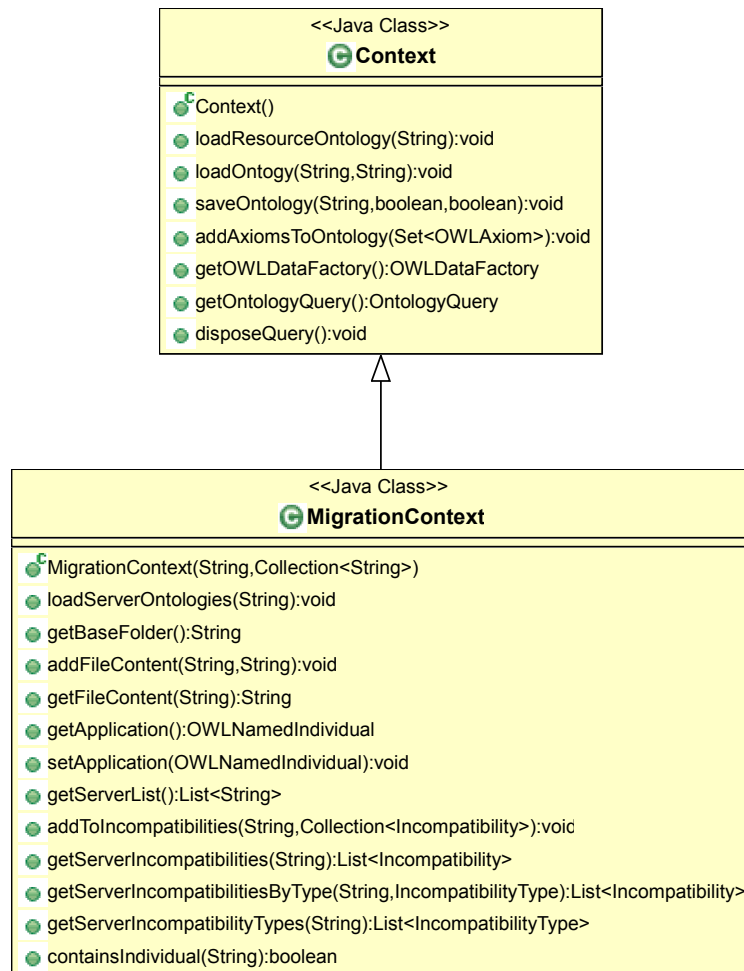 <<Java Class>>
Context
Context()
loadResourceOntology(String):void
loadOntogy(String,String):void
saveOntology(String,boolean,boolean):void
addAxiomsToOntology(Set<OWLAxiom>):void
getOWLDataFactory():OWLDataFactory
getOntologyQuery():OntologyQuery
disposeQuery():void
<<Java Class>>
MigrationContext
MigrationContext(String,Collection<String>)
loadServerOntologies(String):void
getBaseFolder():String
addFileContent(String,String):void
getFileContent(String):String
getApplication():OWLNamedIndividual
setApplication(OWLNamedIndividual):void
getServerList():List<String>
addToIncompatibilities(String,Collection<Incompatibility>):void
getServerIncompatibilities(String):List<Incompatibility>
getServerIncompatibilitiesByType(String,IncompatibilityType):List<Incompatibility>
getServerIncompatibilityTypes(String):List<IncompatibilityType>
containsIndividual(String):boolean